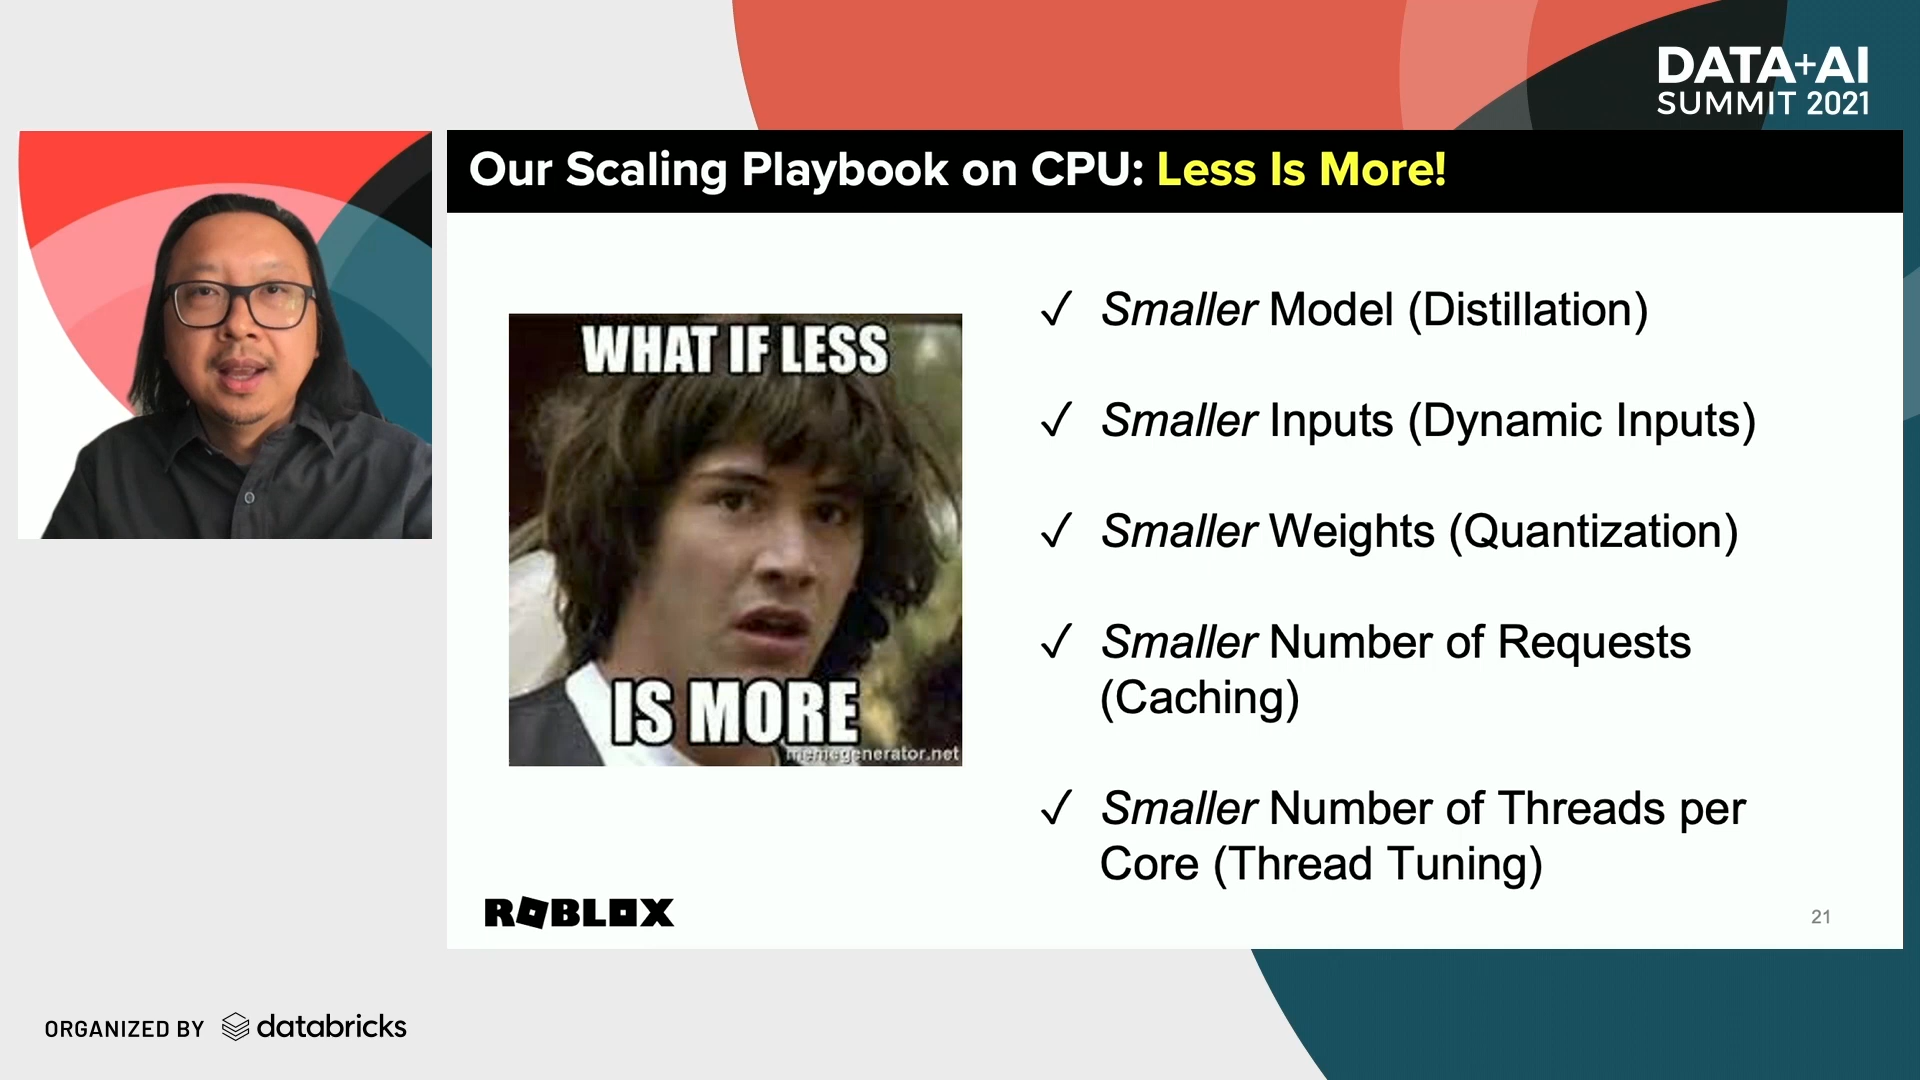 DATA+AI
SUMMIT 2021
Our Scaling Playbook on CPU: Less Is More!
WHAT IF LESS
IS MORE
memegenerator.net
✓ Smaller Model (Distillation)
✓ Smaller Inputs (Dynamic Inputs)
✓ Smaller Weights (Quantization)
✓ Smaller Number of Requests
(Caching)
✓ Smaller Number of Threads per
Core (Thread Tuning)
ROBLOX
21
ORGANIZED BY databricks